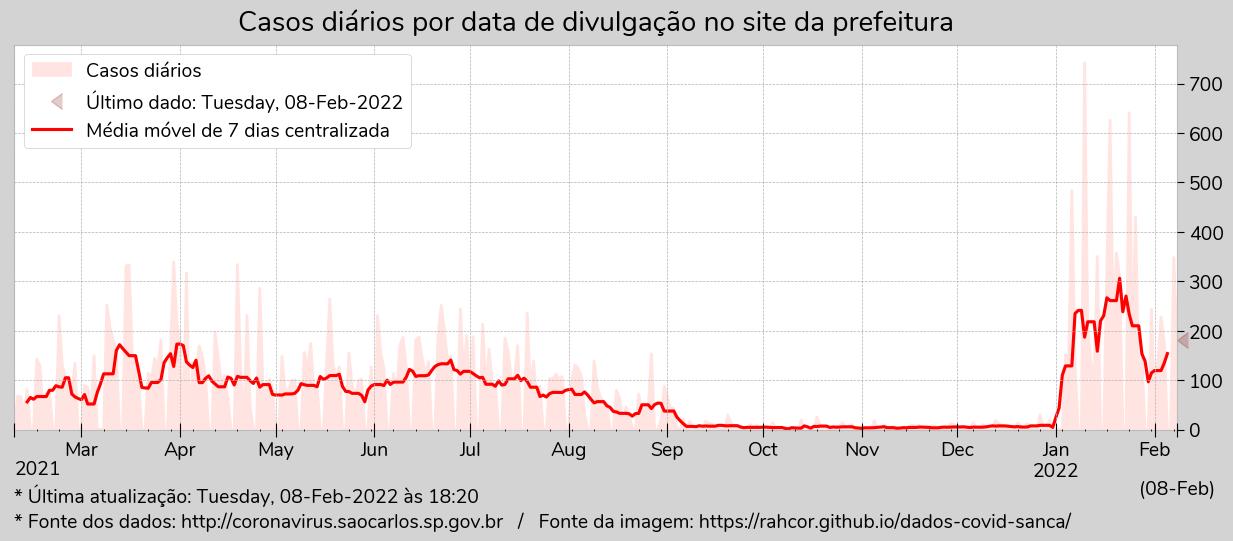 Casos diários por data de divulgação no site da prefeitura
Casos diários
Último dado: Tuesday, 08-Feb-2022
Média móvel de 7 dias centralizada
700
600
500
400
300
200
100
0
Mar Apr May Jun Jul Aug Sep Oct Nov Dec Jan Feb
2021 2022
(08-Feb)
* Última atualização: Tuesday, 08-Feb-2022 às 18:20
* Fonte dos dados: http://coronavirus.saocarlos.sp.gov.br / Fonte da imagem: https://rahcor.github.io/dados-covid-sanca/